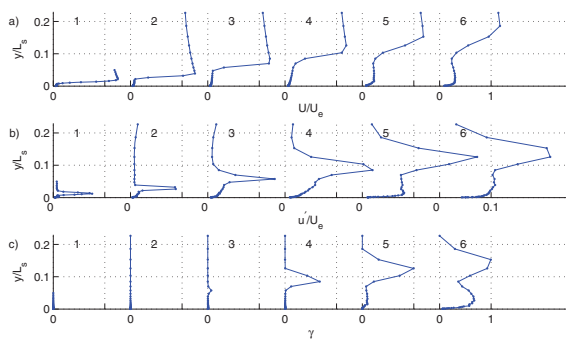 a) y/Lₛ 0.2 0.1 0 1 2 3 4 5 6
0 0 0 0 0 0 1
U/Uₑ
b) y/Lₛ 0.2 0.1 0 1 2 3 4 5 6
0 0 0 0 0 0 0.1
u′/Uₑ
c) y/Lₛ 0.2 0.1 0 1 2 3 4 5 6
0 0 0 0 0 0 1
γ